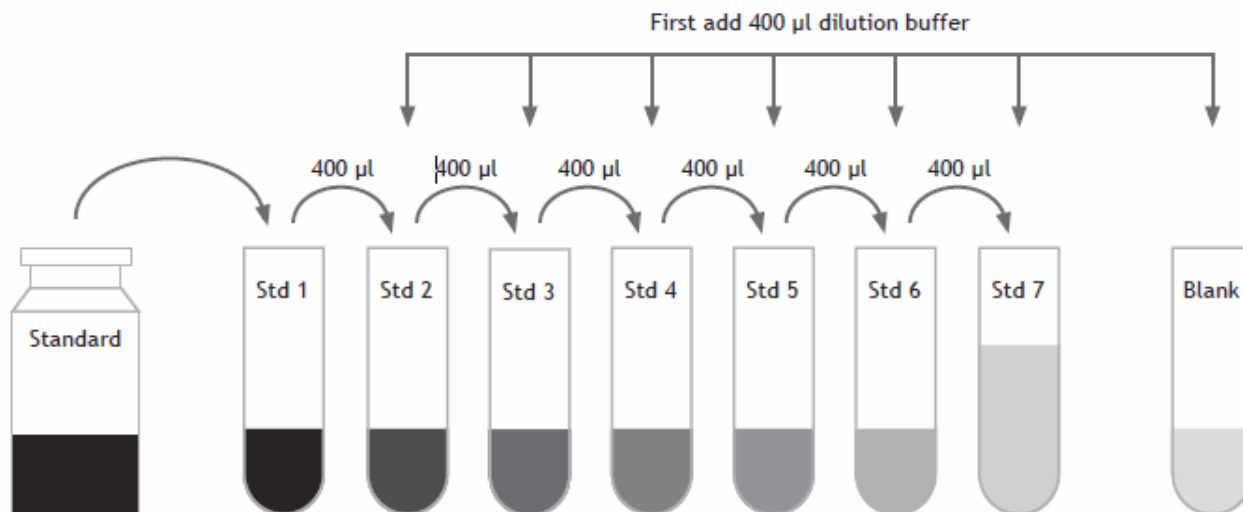 First add 400 µl dilution buffer
400 µl 400 µl 400 µl 400 µl 400 µl 400 µl
Standard
Std 1 Std 2 Std 3 Std 4 Std 5 Std 6 Std 7 Blank